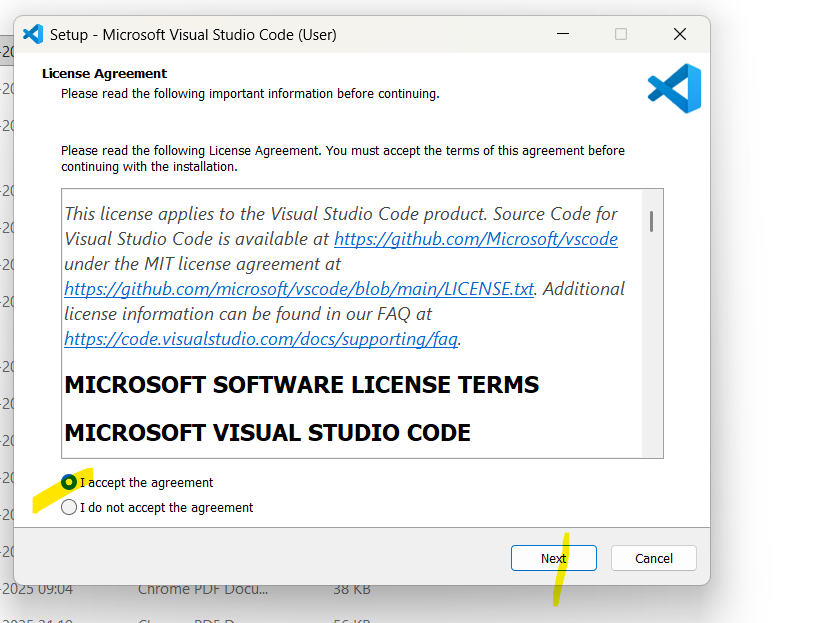 Setup - Microsoft Visual Studio Code (User)
License Agreement
Please read the following important information before continuing.
Please read the following License Agreement. You must accept the terms of this agreement before
continuing with the installation.
This license applies to the Visual Studio Code product. Source Code for
Visual Studio Code is available at https://github.com/Microsoft/vscode
under the MIT license agreement at
https://github.com/microsoft/vscode/blob/main/LICENSE.txt. Additional
license information can be found in our FAQ at
https://code.visualstudio.com/docs/supporting/faq.
MICROSOFT SOFTWARE LICENSE TERMS
MICROSOFT VISUAL STUDIO CODE
I accept the agreement
I do not accept the agreement
Next Cancel
-2025 09:04 Chrome PDF Docu... 38 KB